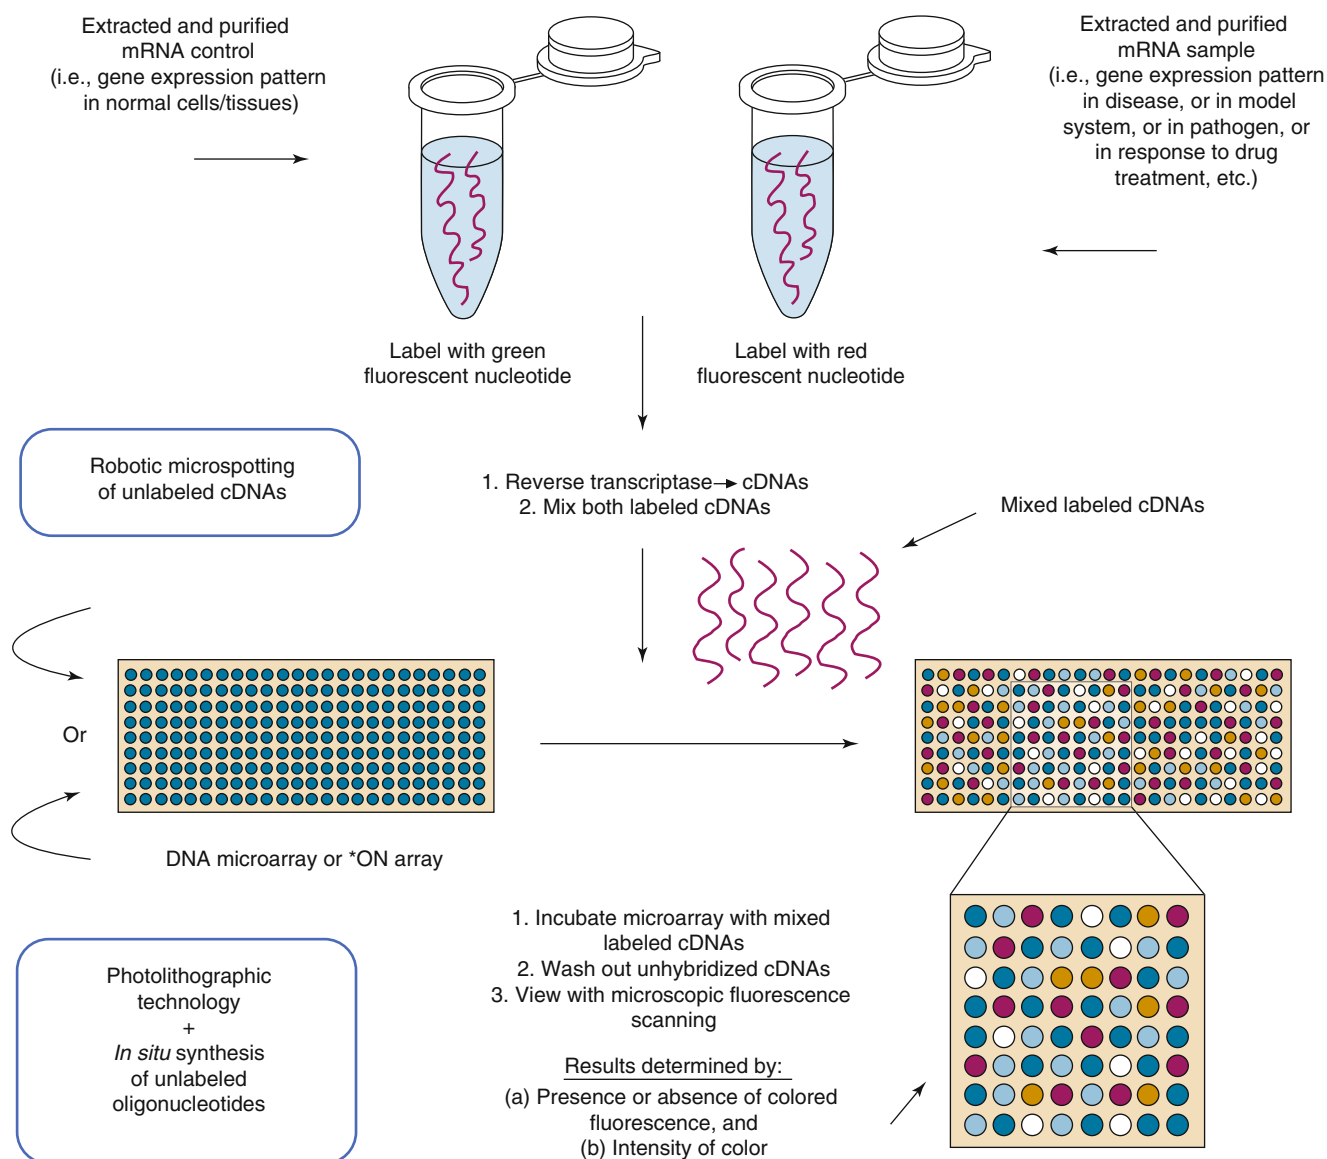 Extracted and purified
mRNA control
(i.e., gene expression pattern
in normal cells/tissues)
Extracted and purified
mRNA sample
(i.e., gene expression pattern
in disease, or in model
system, or in pathogen, or
in response to drug
treatment, etc.)
Label with green
fluorescent nucleotide
Label with red
fluorescent nucleotide
Robotic microspotting
of unlabeled cDNAs
1. Reverse transcriptase→ cDNAs
2. Mix both labeled cDNAs
Mixed labeled cDNAs
Or
DNA microarray or *ON array
Photolithographic
technology
+
In situ synthesis
of unlabeled
oligonucleotides
1. Incubate microarray with mixed
labeled cDNAs
2. Wash out unhybridized cDNAs
3. View with microscopic fluorescence
scanning
Results determined by:
(a) Presence or absence of colored
fluorescence, and
(b) Intensity of color